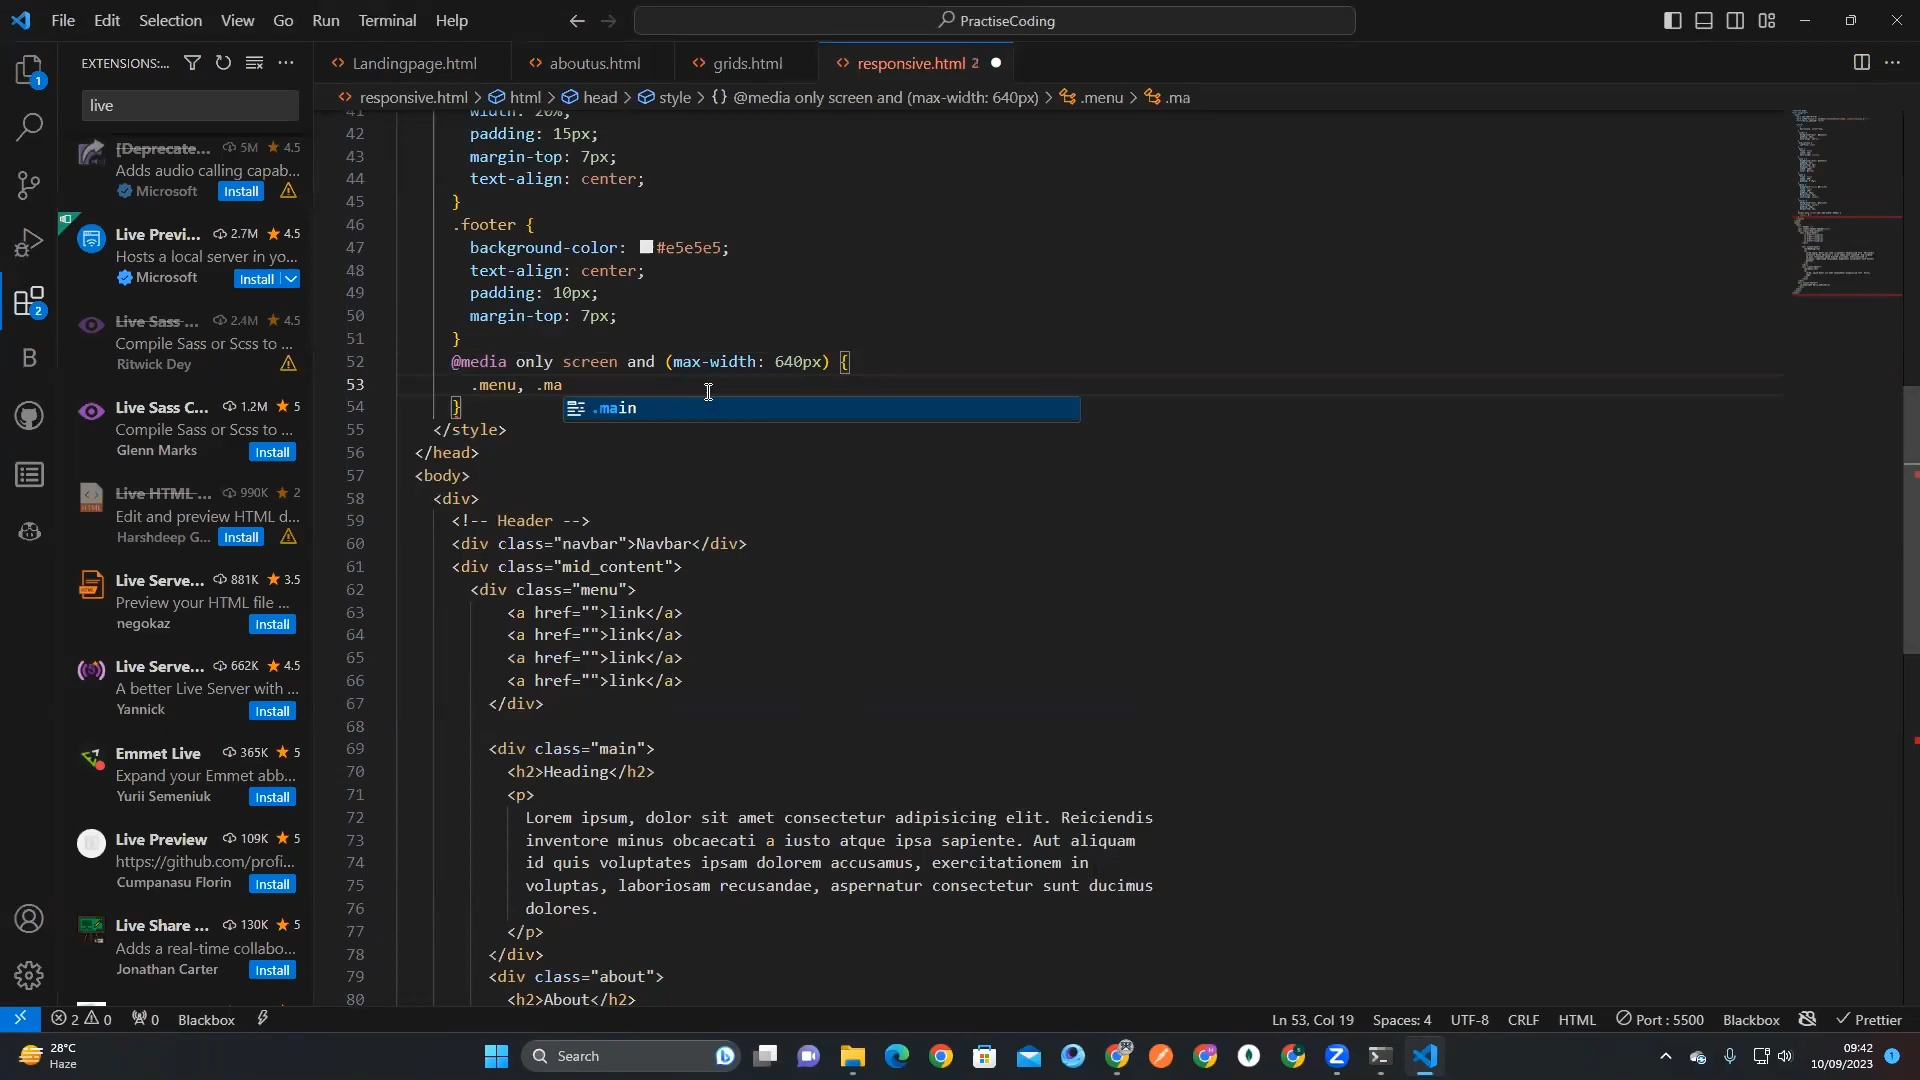 File Edit Selection View Go Run Terminal Help
PractiseCoding
EXTENSIONS:...
live
[Deprecate... 5M 4.5
Adds audio calling capab...
Microsoft Install
Live Previ... 2.7M 4.5
Hosts a local server in yo...
Microsoft Install
Live Sass ... 2.4M 4.5
Compile Sass or Scss to ...
Ritwick Dey
Live Sass C... 1.2M 5
Compile Sass or Scss to ...
Glenn Marks Install
Live HTML ... 990K 2
Edit and preview HTML d...
Harshdeep G... Install
Live Serve... 881K 3.5
Preview your HTML file ...
negokaz Install
Live Serve... 662K 4.5
A better Live Server with ...
Yannick Install
Emmet Live 365K 5
Expand your Emmet abb...
Yurii Semeniuk Install
Live Preview 109K 5
https://github.com/profi...
Cumpanasu Florin Install
Live Share ... 130K 5
Adds a real-time collabo...
Jonathan Carter Install
1
2
B
Landingpage.html aboutus.html grids.html responsive.html 2
responsive.html > html > head > style > {} @media only screen and (max-width: 640px) > .menu > .ma
41 width: 20%;
42 padding: 15px;
43 margin-top: 7px;
44 text-align: center;
45 }
46 .footer {
47 background-color: #e5e5e5;
48 text-align: center;
49 padding: 10px;
50 margin-top: 7px;
51 }
52 @media only screen and (max-width: 640px) {
53 .menu, .ma
.main
54 }
55 </style>
56 </head>
57 <body>
58 <div>
59 <!-- Header -->
60 <div class="navbar">Navbar</div>
61 <div class="mid_content">
62 <div class="menu">
63 <a href="">link</a>
64 <a href="">link</a>
65 <a href="">link</a>
66 <a href="">link</a>
67 </div>
68
69 <div class="main">
70 <h2>Heading</h2>
71 <p>
72 Lorem ipsum, dolor sit amet consectetur adipisicing elit. Reiciendis
73 inventore minus obcaecati a iusto atque ipsa sapiente. Aut aliquam
74 id quis voluptates ipsam dolorem accusamus, exercitationem in
75 voluptas, laboriosam recusandae, aspernatur consectetur sunt ducimus
76 dolores.
77 </p>
78 </div>
79 <div class="about">
80 <h2>About</h2>
2 0 0 Blackbox Ln 53, Col 19 Spaces: 4 UTF-8 CRLF HTML Port : 5500 Blackbox Prettier
28°C
Haze
Search
09:42
10/09/2023
1